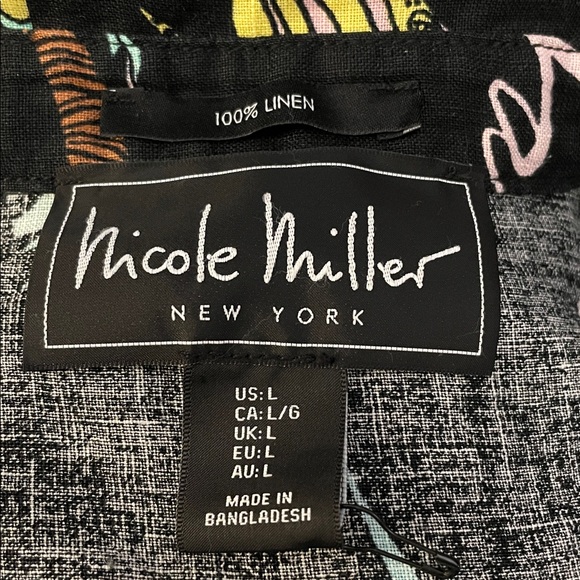 100% LINEN
Nicole Miller
NEW YORK
US: L
CA: L/G
UK: L
EU: L
AU: L
MADE IN
BANGLADESH